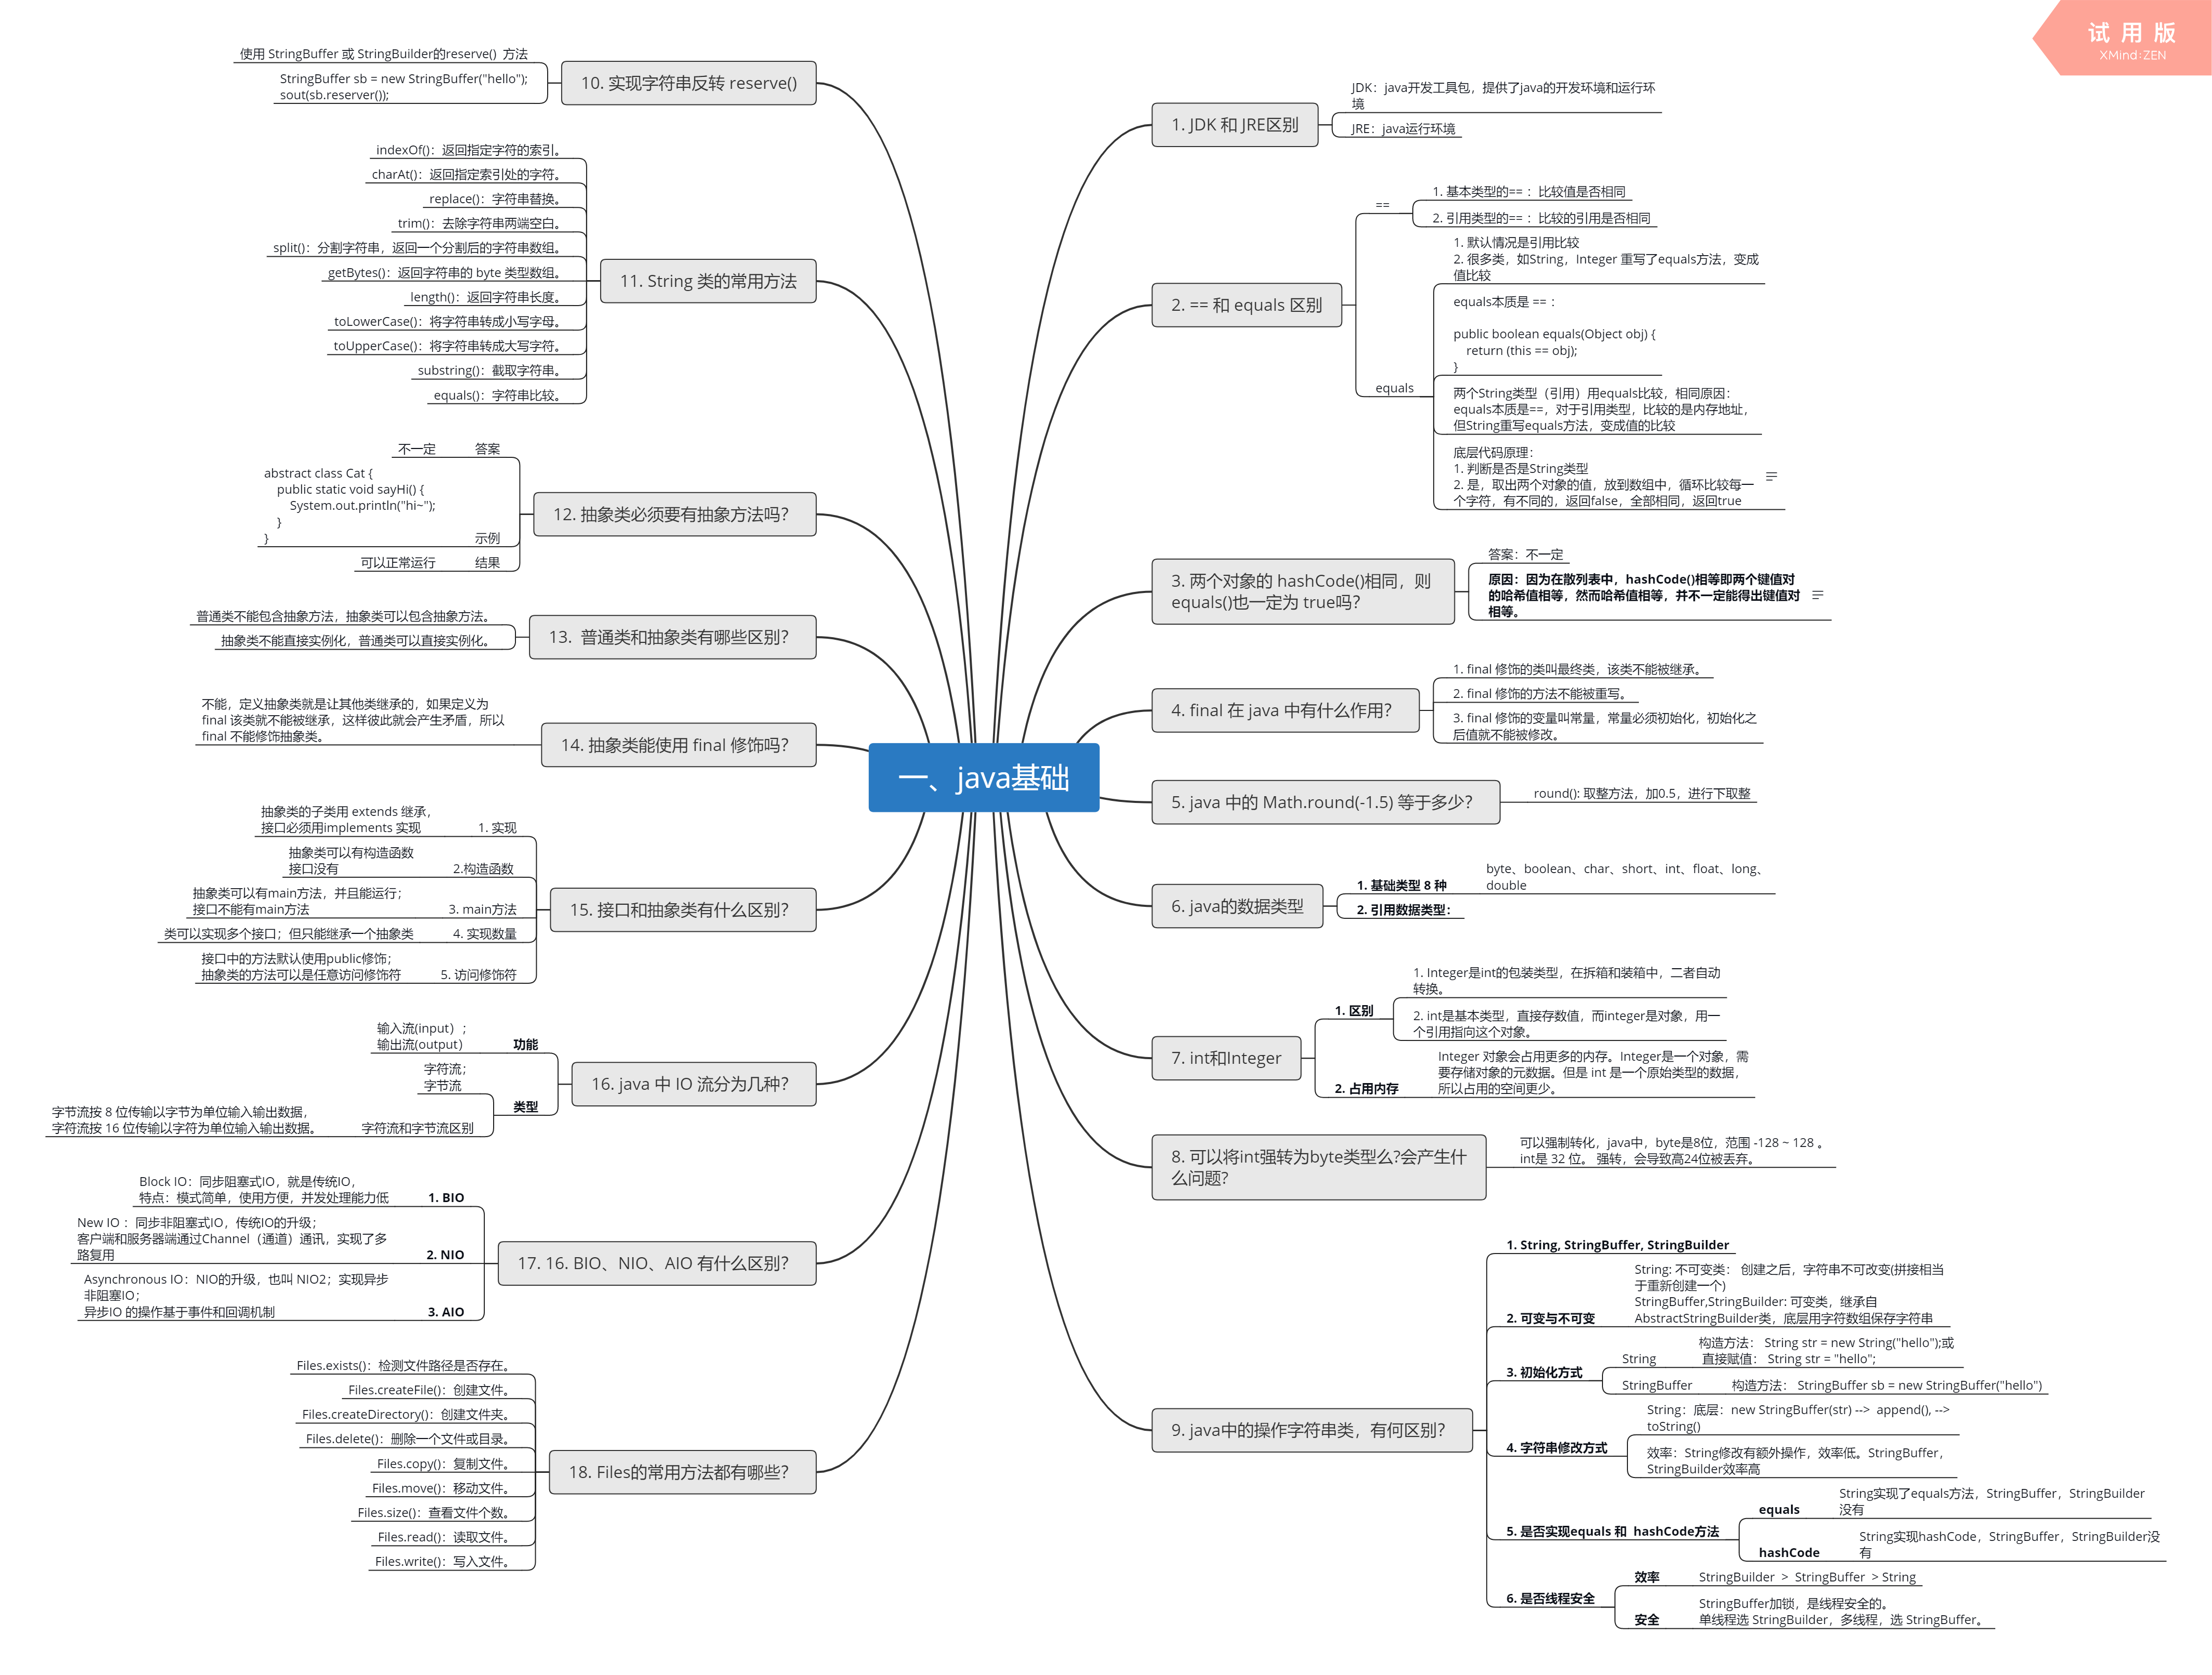 试 用 版
XMind:ZEN
一、java基础
1. JDK 和 JRE区别
JDK：java开发工具包，提供了java的开发环境和运行环
境
JRE：java运行环境
2. == 和 equals 区别
==
1. 基本类型的== ：比较值是否相同
2. 引用类型的== ：比较的引用是否相同
equals
1. 默认情况是引用比较
2. 很多类，如String，Integer 重写了equals方法，变成
值比较
equals本质是 == ：
public boolean equals(Object obj) {
return (this == obj);
}
两个String类型（引用）用equals比较，相同原因：
equals本质是==，对于引用类型，比较的是内存地址，
但String重写equals方法，变成值的比较
底层代码原理：
1. 判断是否是String类型
2. 是，取出两个对象的值，放到数组中，循环比较每一
个字符，有不同的，返回false，全部相同，返回true
3. 两个对象的 hashCode()相同，则
equals()也一定为 true吗？
答案：不一定
原因：因为在散列表中，hashCode()相等即两个键值对
的哈希值相等，然而哈希值相等，并不一定能得出键值对
相等。
4. final 在 java 中有什么作用？
1. final 修饰的类叫最终类，该类不能被继承。
2. final 修饰的方法不能被重写。
3. final 修饰的变量叫常量，常量必须初始化，初始化之
后值就不能被修改。
5. java 中的 Math.round(-1.5) 等于多少？
round(): 取整方法，加0.5，进行下取整
6. java的数据类型
1. 基础类型 8 种
byte、boolean、char、short、int、float、long、
double
2. 引用数据类型：
7. int和Integer
1. 区别
1. Integer是int的包装类型，在拆箱和装箱中，二者自动
转换。
2. int是基本类型，直接存数值，而integer是对象，用一
个引用指向这个对象。
2. 占用内存
Integer 对象会占用更多的内存。Integer是一个对象，需
要存储对象的元数据。但是 int 是一个原始类型的数据，
所以占用的空间更少。
8. 可以将int强转为byte类型么?会产生什
么问题?
可以强制转化，java中，byte是8位，范围 -128 ~ 128 。
int是 32 位。 强转，会导致高24位被丢弃。
9. java中的操作字符串类，有何区别？
1. String, StringBuffer, StringBuilder
2. 可变与不可变
String: 不可变类： 创建之后，字符串不可改变(拼接相当
于重新创建一个)
StringBuffer,StringBuilder: 可变类，继承自
AbstractStringBuilder类，底层用字符数组保存字符串
3. 初始化方式
String
构造方法： String str = new String("hello");或
直接赋值： String str = "hello";
StringBuffer
构造方法： StringBuffer sb = new StringBuffer("hello")
4. 字符串修改方式
String：底层：new StringBuffer(str) --> append(), -->
toString()
效率：String修改有额外操作，效率低。StringBuffer，
StringBuilder效率高
5. 是否实现equals 和 hashCode方法
equals
String实现了equals方法，StringBuffer，StringBuilder
没有
hashCode
String实现hashCode，StringBuffer，StringBuilder没
有
6. 是否线程安全
效率
StringBuilder > StringBuffer > String
安全
StringBuffer加锁，是线程安全的。
单线程选 StringBuilder，多线程，选 StringBuffer。
10. 实现字符串反转 reserve()
使用 StringBuffer 或 StringBuilder的reserve() 方法
StringBuffer sb = new StringBuffer("hello");
sout(sb.reserver());
11. String 类的常用方法
indexOf()：返回指定字符的索引。
charAt()：返回指定索引处的字符。
replace()：字符串替换。
trim()：去除字符串两端空白。
split()：分割字符串，返回一个分割后的字符串数组。
getBytes()：返回字符串的 byte 类型数组。
length()：返回字符串长度。
toLowerCase()：将字符串转成小写字母。
toUpperCase()：将字符串转成大写字符。
substring()：截取字符串。
equals()：字符串比较。
12. 抽象类必须要有抽象方法吗？
答案
不一定
示例
abstract class Cat {
public static void sayHi() {
System.out.println("hi~");
}
}
结果
可以正常运行
13. 普通类和抽象类有哪些区别？
普通类不能包含抽象方法，抽象类可以包含抽象方法。
抽象类不能直接实例化，普通类可以直接实例化。
14. 抽象类能使用 final 修饰吗？
不能，定义抽象类就是让其他类继承的，如果定义为
final 该类就不能被继承，这样彼此就会产生矛盾，所以
final 不能修饰抽象类。
15. 接口和抽象类有什么区别？
1. 实现
抽象类的子类用 extends 继承，
接口必须用implements 实现
2.构造函数
抽象类可以有构造函数
接口没有
3. main方法
抽象类可以有main方法，并且能运行；
接口不能有main方法
4. 实现数量
类可以实现多个接口；但只能继承一个抽象类
5. 访问修饰符
接口中的方法默认使用public修饰；
抽象类的方法可以是任意访问修饰符
16. java 中 IO 流分为几种？
功能
输入流(input) ；
输出流(output）
类型
字符流；
字节流
字符流和字节流区别
字节流按 8 位传输以字节为单位输入输出数据，
字符流按 16 位传输以字符为单位输入输出数据。
17. 16. BIO、NIO、AIO 有什么区别？
1. BIO
Block IO：同步阻塞式IO，就是传统IO，
特点：模式简单，使用方便，并发处理能力低
2. NIO
New IO ：同步非阻塞式IO，传统IO的升级；
客户端和服务器端通过Channel（通道）通讯，实现了多
路复用
3. AIO
Asynchronous IO：NIO的升级，也叫 NIO2；实现异步
非阻塞IO；
异步IO 的操作基于事件和回调机制
18. Files的常用方法都有哪些？
Files.exists()：检测文件路径是否存在。
Files.createFile()：创建文件。
Files.createDirectory()：创建文件夹。
Files.delete()：删除一个文件或目录。
Files.copy()：复制文件。
Files.move()：移动文件。
Files.size()：查看文件个数。
Files.read()：读取文件。
Files.write()：写入文件。